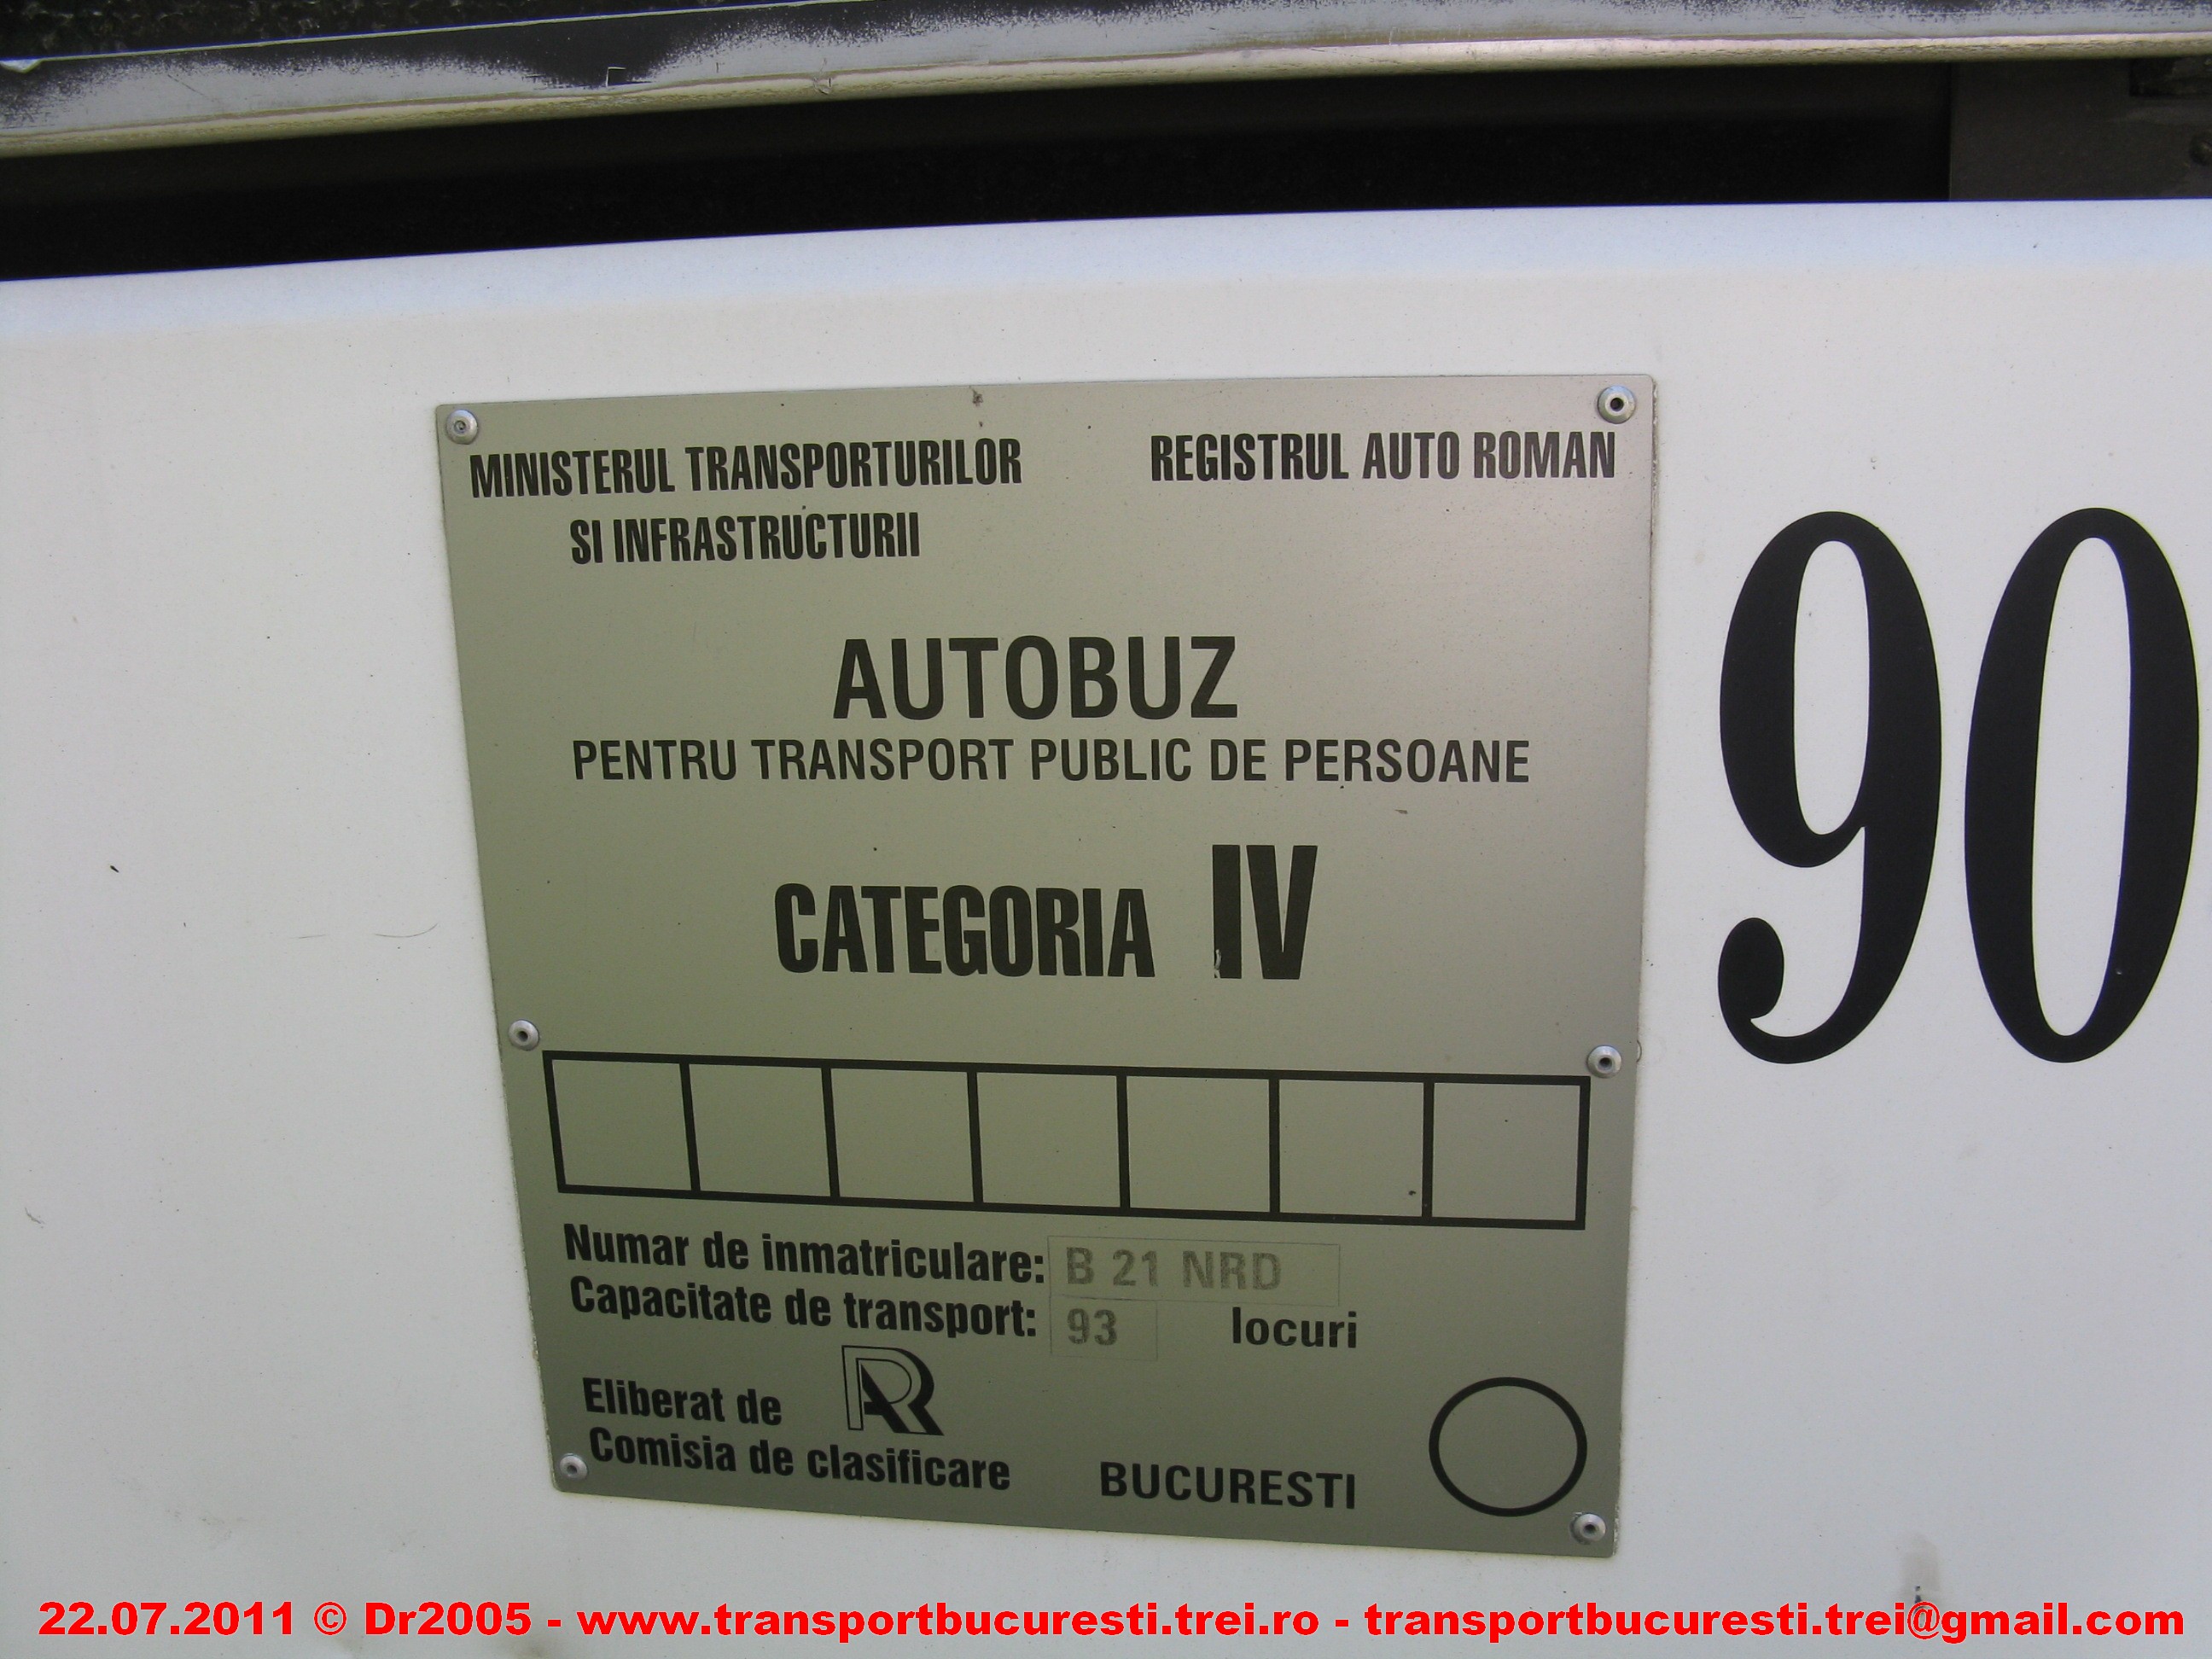 MINISTERUL TRANSPORTURILOR
SI INFRASTRUCTURII
REGISTRUL AUTO ROMAN
AUTOBUZ
PENTRU TRANSPORT PUBLIC DE PERSOANE
CATEGORIA IV
Numar de inmatriculare: B 21 NRD
Capacitate de transport: 93 locuri
Eliberat de RAR
Comisia de clasificare BUCURESTI
90
22.07.2011 © Dr2005 - www.transportbucuresti.trei.ro - transportbucuresti.trei@gmail.com